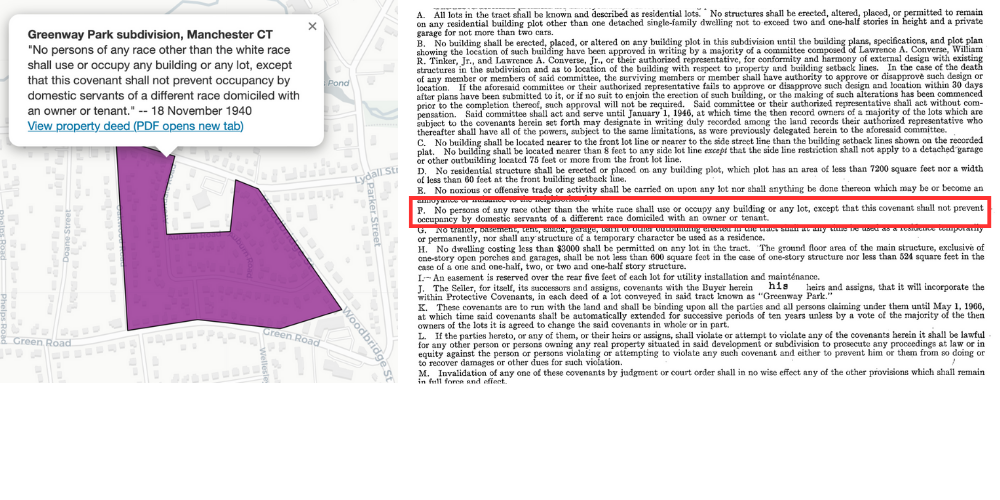 Greenway Park subdivision, Manchester CT
"No persons of any race other than the white race
shall use or occupy any building or any lot, except
that this covenant shall not prevent occupancy by
domestic servants of a different race domiciled with
an owner or tenant." -- 18 November 1940
View property deed (PDF opens new tab)
×
Pond
Lydall St
Parker Street
Doane Street
Phelps Road
Woodbridge St
Green Road
Green Road
A. All lots in the tract shall be known and described as residential lots. No structures shall be erected, altered, placed, or permitted to remain
on any residential building plot other than one detached single-family dwelling not to exceed two and one-half stories in height and a private
garage for not more than two cars.
B. No building shall be erected, placed, or altered on any building plot in this subdivision until the building plans, specifications, and plot plan
showing the location of such building have been approved in writing by a majority of a committee composed of Lawrence A. Converse, William
R. Tinker, Jr., and Lawrence A. Converse, Jr., or their authorized representative, for conformity and harmony of external design with existing
structures in the subdivision and as to location of the building with respect to property and building setback lines. In the case of the death
of any member or members of said committee, the surviving members or member shall have authority to approve or disapprove such design or
location. If the aforesaid committee or their authorized representative fails to approve or disapprove such design and location within 30 days
after plans have been submitted to it, or if no suit to enjoin the erection of such building, or the making of such alterations has been commenced
prior to the completion thereof, such approval will not be required. Said committee or their authorized representative shall act without com-
pensation. Said committee shall act and serve until January 1, 1946, at which time the then record owners of a majority of the lots which are
subject to the covenants herein set forth may designate in writing duly recorded among the land records their authorized representative who
thereafter shall have all of the powers, subject to the same limitations, as were previously delegated herein to the aforesaid committee.
C. No building shall be located nearer to the front lot line or nearer to the side street line than the building setback lines shown on the recorded
plat. No building shall be located nearer than 8 feet to any side lot line except that the side line restriction shall not apply to a detached garage
or other outbuilding located 75 feet or more from the front lot line.
D. No residential structure shall be erected or placed on any building plot, which plot has an area of less than 7200 square feet nor a width
of less than 60 feet at the front building setback line.
E. No noxious or offensive trade or activity shall be carried on upon any lot nor shall anything be done thereon which may be or become an
annoyance or nuisance to the neighborhood.
F. No persons of any race other than the white race shall use or occupy any building or any lot, except that this covenant shall not prevent
occupancy by domestic servants of a different race domiciled with an owner or tenant.
G. No trailer, basement, tent, shack, garage, barn or other outbuilding erected in the tract shall at any time be used as a residence temporarily
or permanently, nor shall any structure of a temporary character be used as a residence.
H. No dwelling costing less than $3000 shall be permitted on any lot in the tract. The ground floor area of the main structure, exclusive of
one-story open porches and garages, shall be not less than 600 square feet in the case of one-story structure nor less than 524 square feet in the
case of a one and one-half, two, or two and one-half story structure.
I.— An easement is reserved over the rear five feet of each lot for utility installation and maintenance.
J. The Seller, for itself, its successors and assigns, covenants with the Buyer herein his heirs and assigns, that it will incorporate the
within Protective Covenants, in each deed of a lot conveyed in said tract known as "Greenway Park."
K. These covenants are to run with the land and shall be binding upon all the parties and all persons claiming under them until May 1, 1966,
at which time said covenants shall be automatically extended for successive periods of ten years unless by a vote of the majority of the then
owners of the lots it is agreed to change the said covenants in whole or in part.
L. If the parties hereto, or any of them, or their heirs or assigns, shall violate or attempt to violate any of the covenants herein it shall be lawful
for any other person or persons owning any real property situated in said development or subdivision to prosecute any proceedings at law or in
equity against the person or persons violating or attempting to violate any such covenant and either to prevent him or them from so doing or
to recover damages or other dues for such violation.
M. Invalidation of any one of these covenants by judgment or court order shall in no wise effect any of the other provisions which shall remain
in full force and effect.